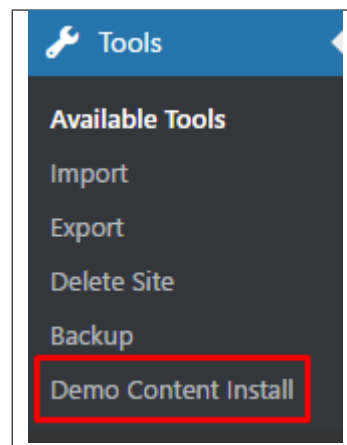 Tools
Available Tools
Import
Export
Delete Site
Backup
Demo Content Install